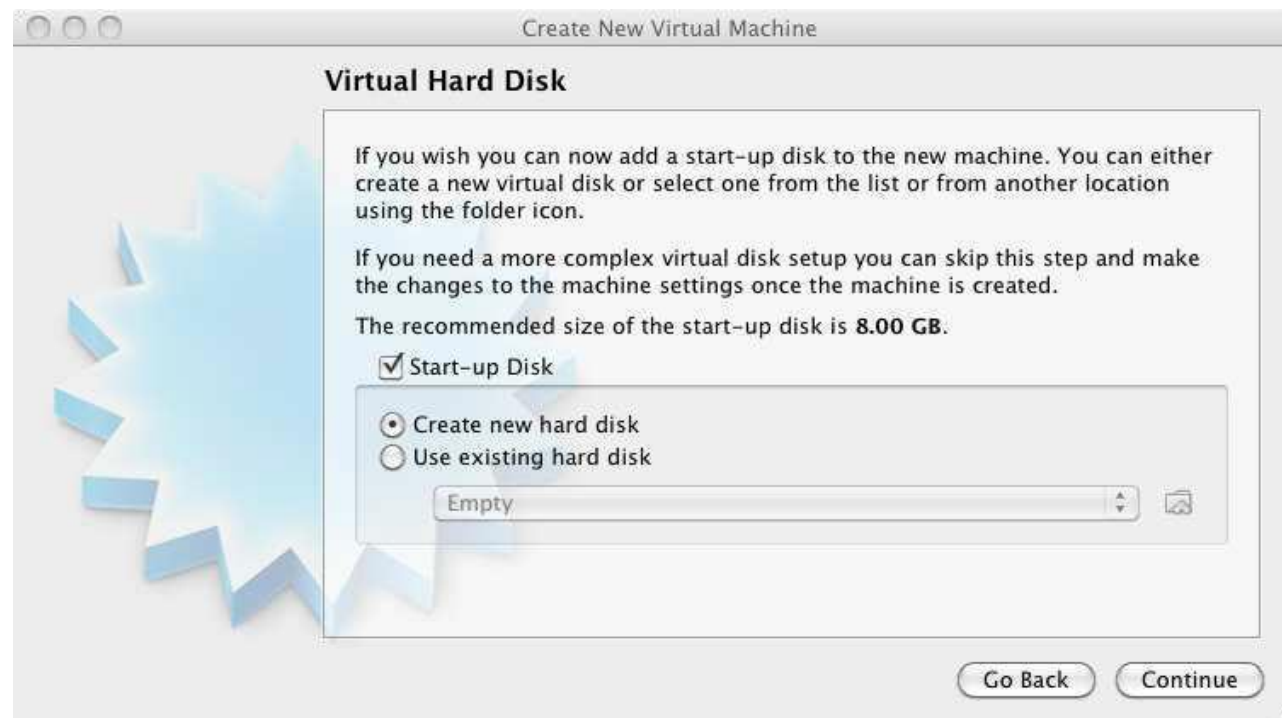 Create New Virtual Machine
Virtual Hard Disk
If you wish you can now add a start-up disk to the new machine. You can either
create a new virtual disk or select one from the list or from another location
using the folder icon.
If you need a more complex virtual disk setup you can skip this step and make
the changes to the machine settings once the machine is created.
The recommended size of the start-up disk is 8.00 GB.
Start-up Disk
Create new hard disk
Use existing hard disk
Empty
Go Back
Continue